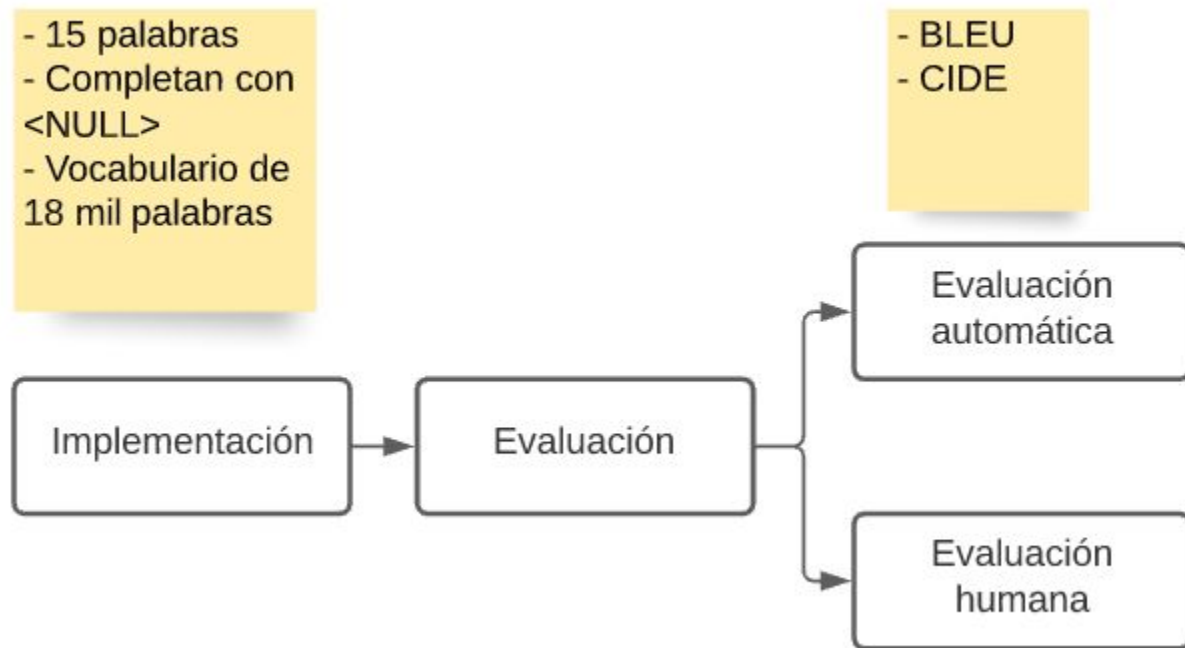 - 15 palabras
- Completan con
<NULL>
- Vocabulario de
18 mil palabras
- BLEU
- CIDE
Evaluación
automática
Implementación
Evaluación
Evaluación
humana